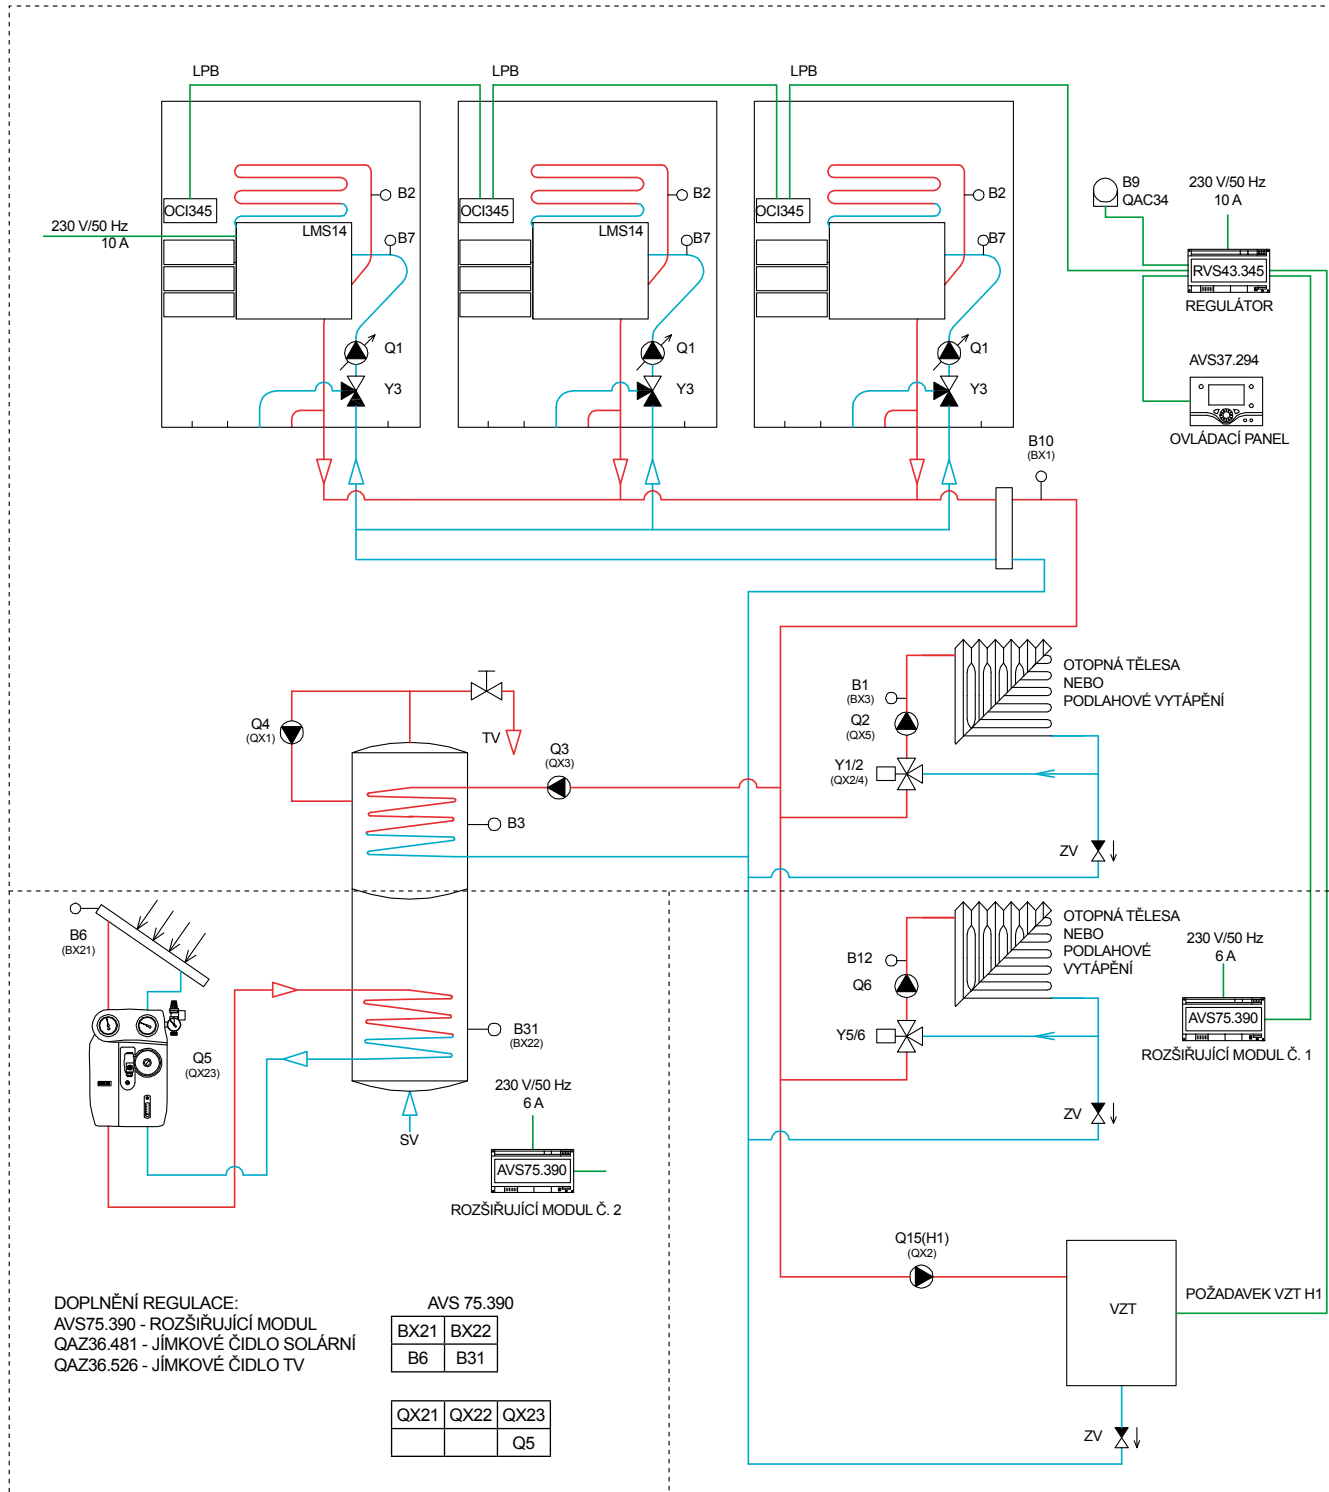 LPB
LPB
LPB
OCI345
OCI345
OCI345
B2
B2
B2
LMS14
LMS14
B7
B7
B7
230 V/50 Hz
10 A
Q1
Q1
Q1
Y3
Y3
Y3
B9
QAC34
230 V/50 Hz
10 A
RVS43.345
REGULÁTOR
AVS37.294
OVLÁDACÍ PANEL
B10
(BX1)
OTOPNÁ TĚLESA
NEBO
PODLAHOVÉ VYTÁPĚNÍ
B1
(BX3)
Q2
(QX5)
Y1/2
(QX2/4)
ZV
Q4
(QX1)
TV
Q3
(QX3)
B3
B6
(BX21)
Q5
(QX23)
B31
(BX22)
SV
230 V/50 Hz
6 A
AVS75.390
ROZŠIŘUJÍCÍ MODUL Č. 2
OTOPNÁ TĚLESA
NEBO
PODLAHOVÉ
VYTÁPĚNÍ
B12
Q6
Y5/6
ZV
230 V/50 Hz
6 A
AVS75.390
ROZŠIŘUJÍCÍ MODUL Č. 1
Q15(H1)
(QX2)
VZT
POŽADAVEK VZT H1
ZV
DOPLNĚNÍ REGULACE:
AVS75.390 - ROZŠIŘUJÍCÍ MODUL
QAZ36.481 - JÍMKOVÉ ČIDLO SOLÁRNÍ
QAZ36.526 - JÍMKOVÉ ČIDLO TV
AVS 75.390
BX21 BX22
B6 B31
QX21 QX22 QX23
Q5